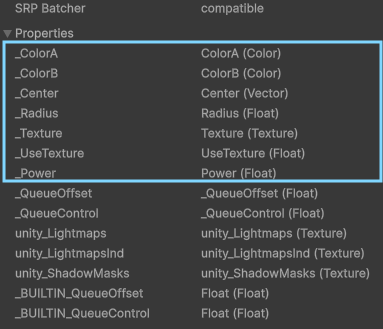 SRP Batcher compatible
Properties
_ColorA ColorA (Color)
_ColorB ColorB (Color)
_Center Center (Vector)
_Radius Radius (Float)
_Texture Texture (Texture)
_UseTexture UseTexture (Float)
_Power Power (Float)
_QueueOffset _QueueOffset (Float)
_QueueControl _QueueControl (Float)
unity_Lightmaps unity_Lightmaps (Texture)
unity_LightmapsInd unity_LightmapsInd (Texture)
unity_ShadowMasks unity_ShadowMasks (Texture)
_BUILTIN_QueueOffset Float (Float)
_BUILTIN_QueueControl Float (Float)